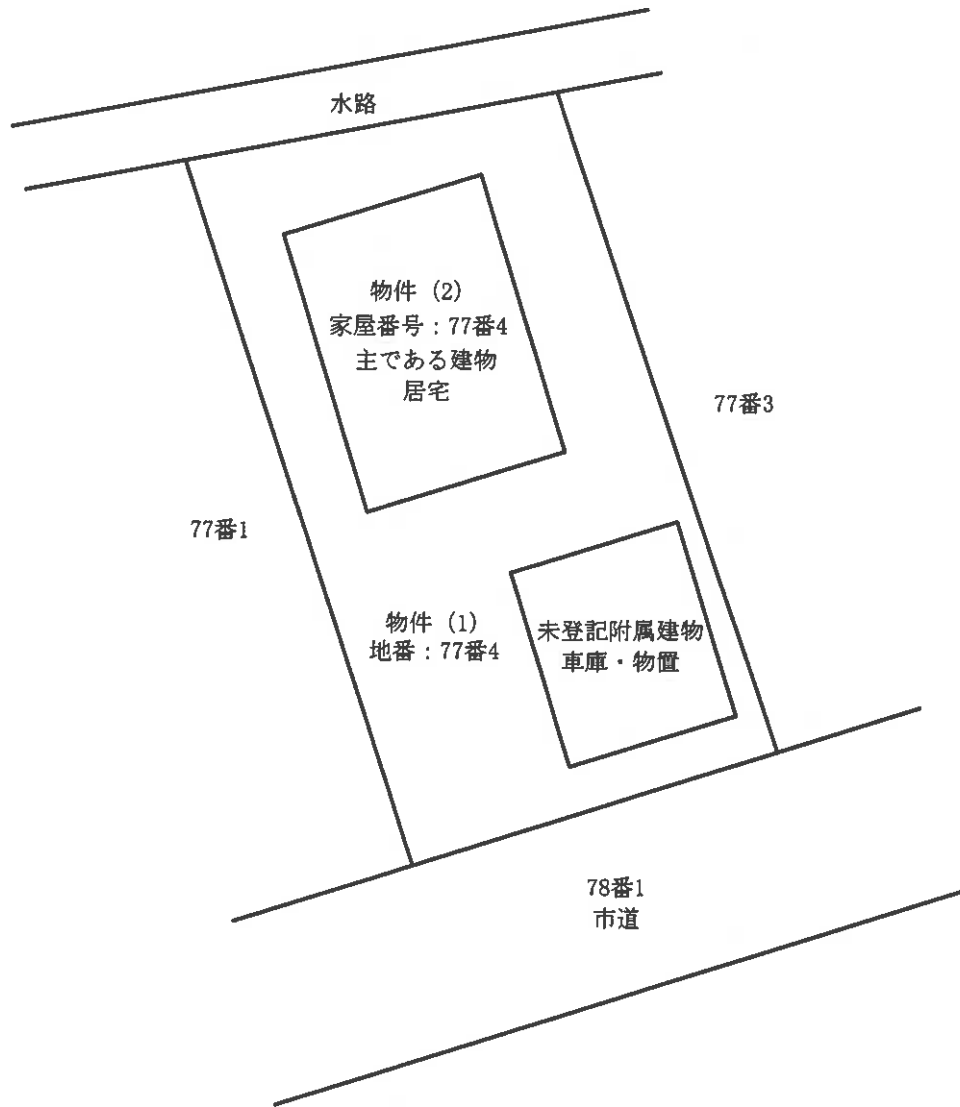 水路
物件（2）
家屋番号：77番4
主である建物
居宅
77番3
77番1
物件（1）
地番：77番4
未登記附属建物
車庫・物置
78番1
市道